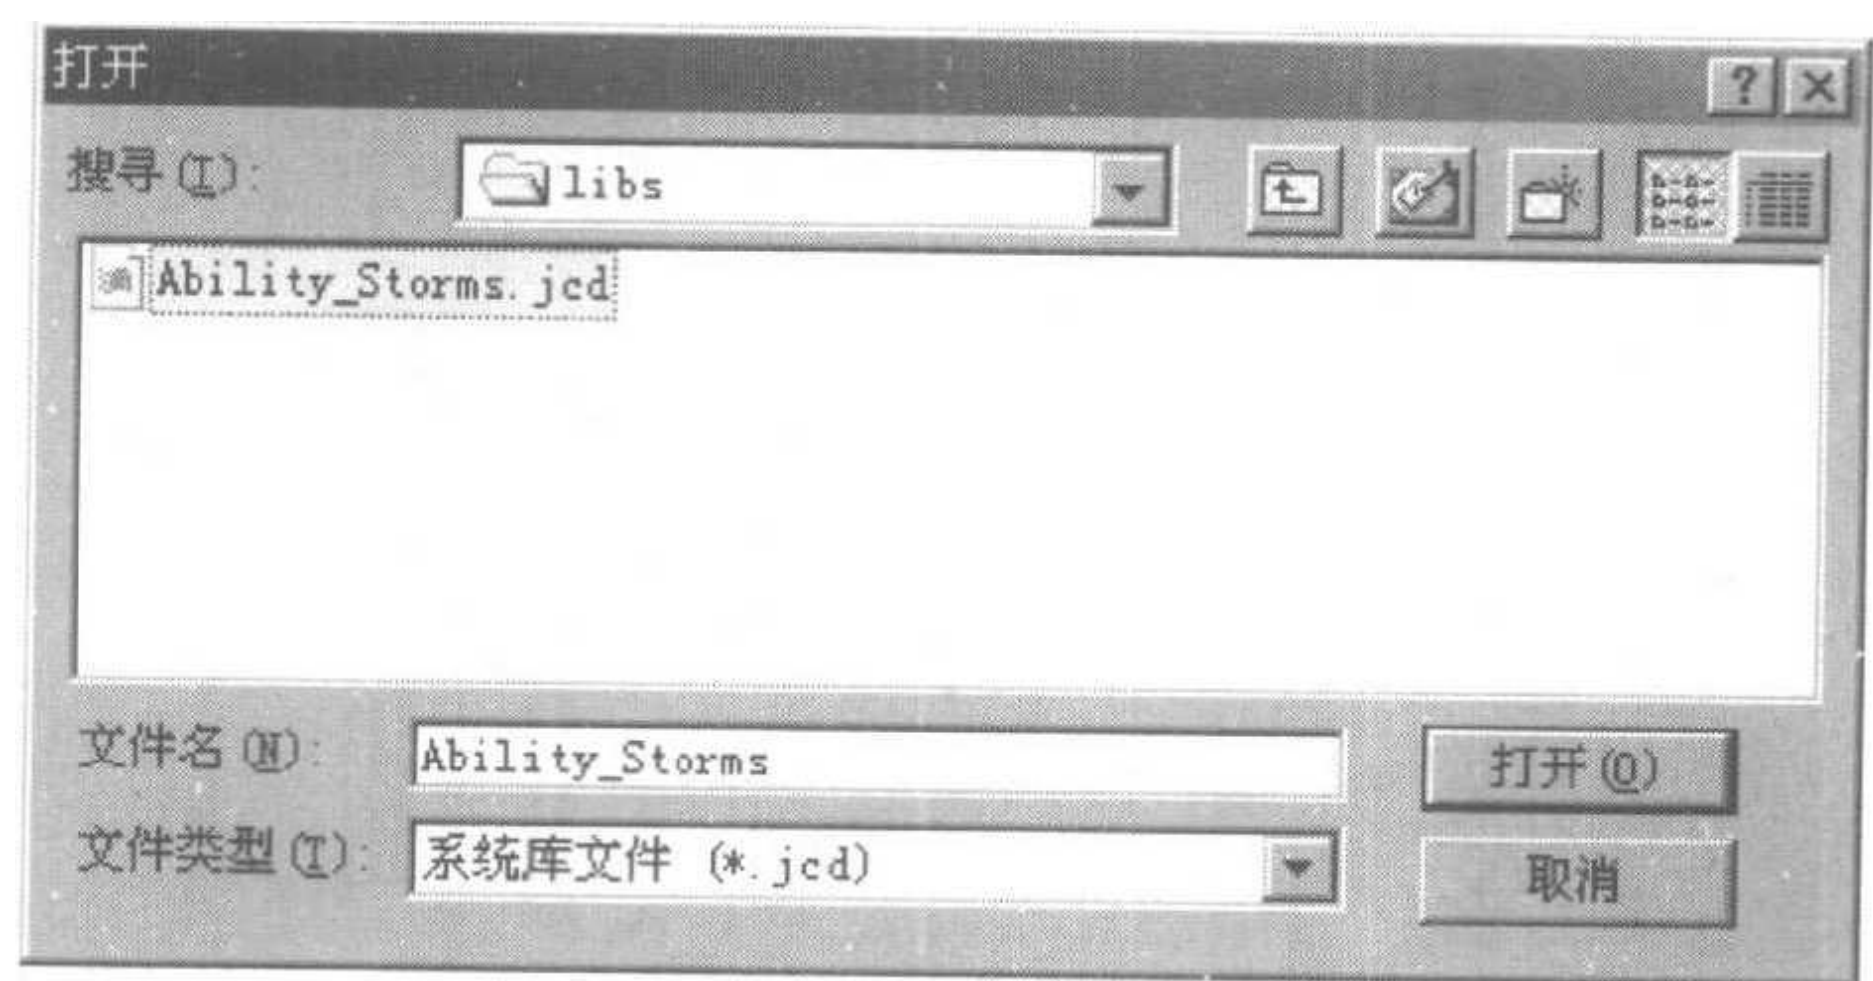 打开
搜寻(I):
libs
Ability_Storms.jcd
文件名(N):
Ability_Storms
打开(O)
文件类型(T):
系统库文件 (*.jcd)
取消